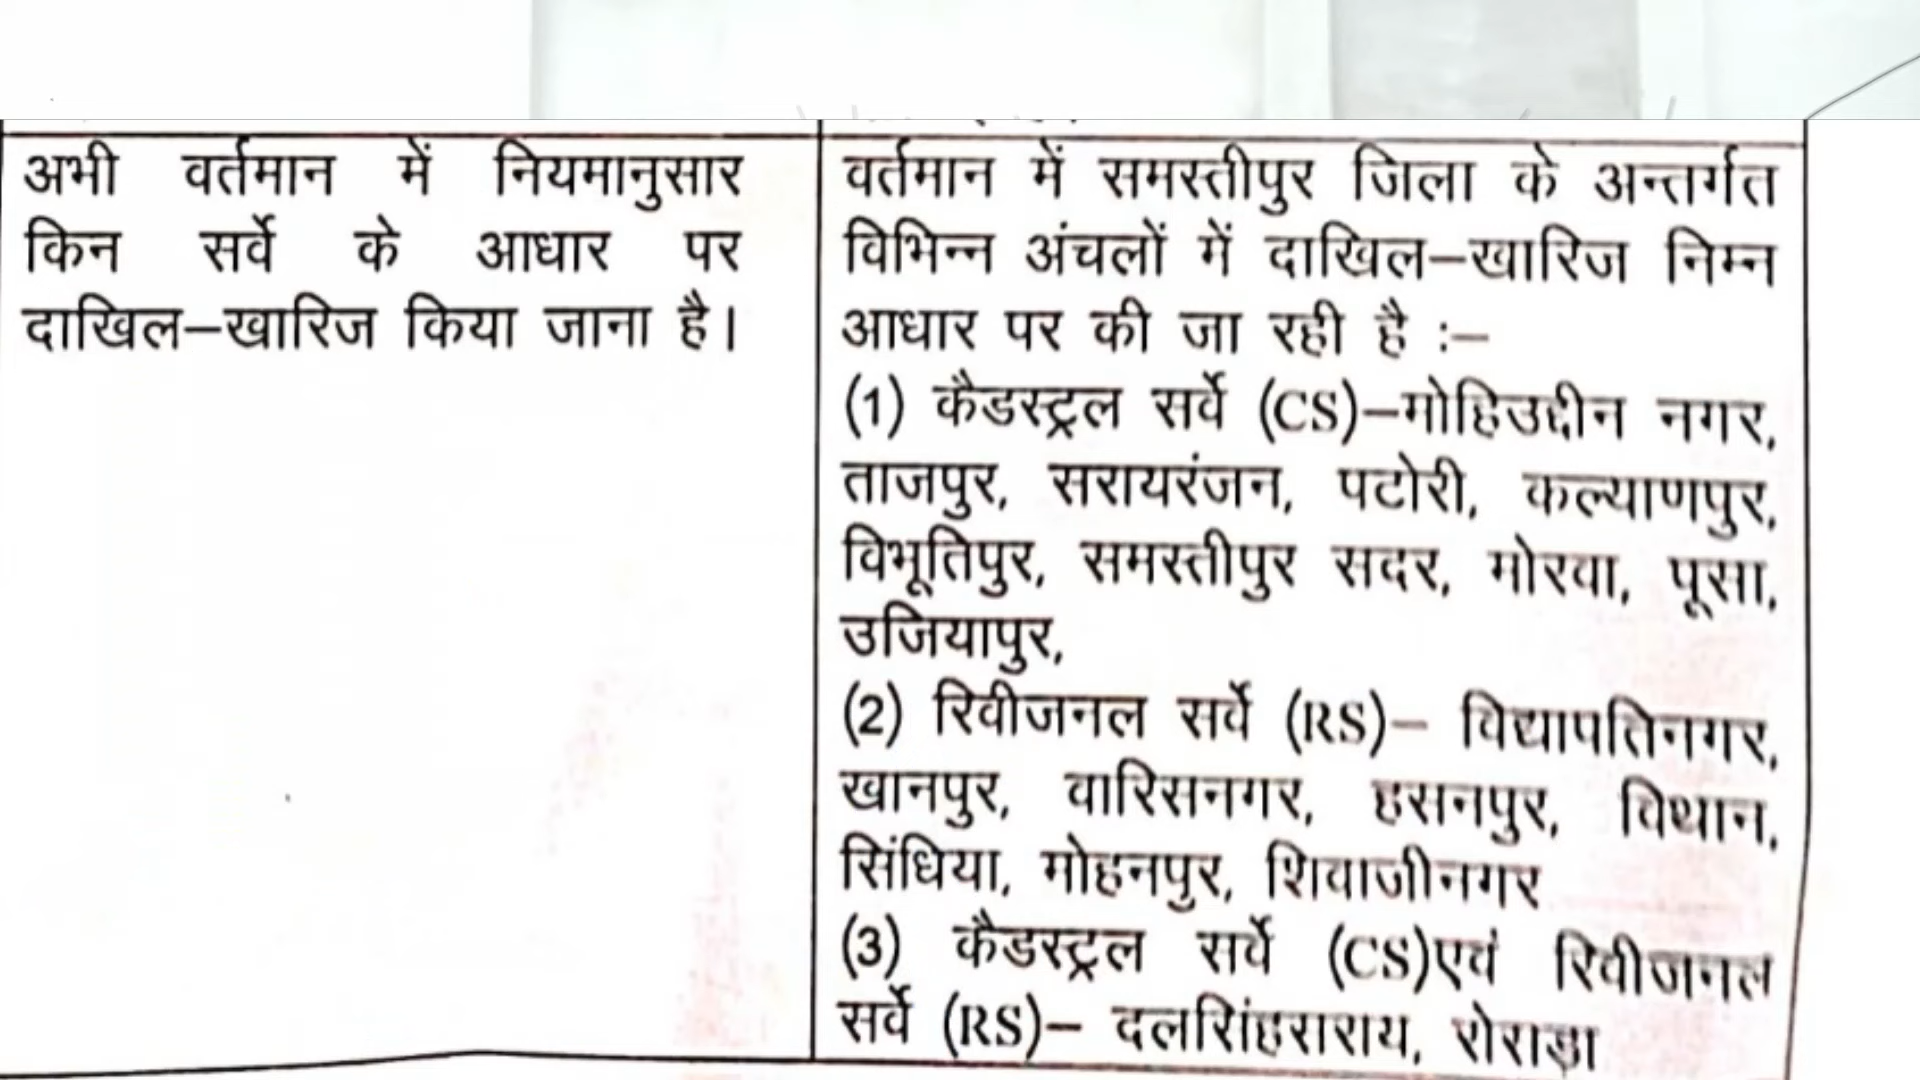 अभी वर्तमान में नियमानुसार
किन सर्वे के आधार पर
दाखिल–खारिज किया जाना है।
वर्तमान में समस्तीपुर जिला के अन्तर्गत
विभिन्न अंचलों में दाखिल–खारिज निम्न
आधार पर की जा रही है :–
(1) कैडस्ट्रल सर्वे (CS)–मोहिउद्दीन नगर,
ताजपुर, सरायरंजन, पटोरी, कल्याणपुर,
विभूतिपुर, समस्तीपुर सदर, मोरवा, पूसा,
उजियापुर,
(2) रिवीजनल सर्वे (RS)– विद्यापतिनगर,
खानपुर, वारिसनगर, हसनपुर, विथान,
सिंधिया, मोहनपुर, शिवाजीनगर
(3) कैडस्ट्रल सर्वे (CS)एवं रिवीजनल
सर्वे (RS)– दलसिंहसराय, रोसड़ा